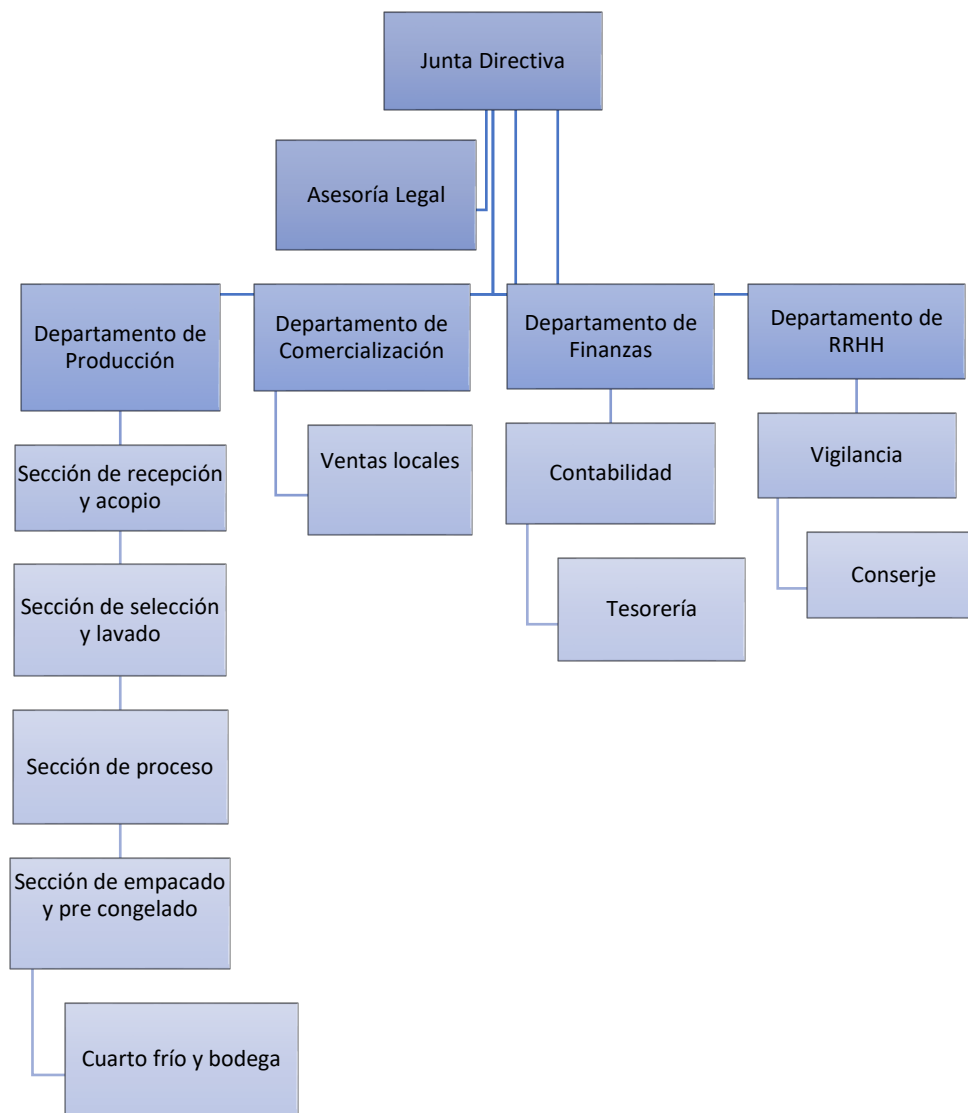 Junta Directiva
Asesoría Legal
Departamento de
Producción
Departamento de
Comercialización
Departamento de
Finanzas
Departamento de
RRHH
Sección de recepción
y acopio
Ventas locales
Contabilidad
Vigilancia
Sección de selección
y lavado
Tesorería
Conserje
Sección de proceso
Sección de empacado
y pre congelado
Cuarto frío y bodega